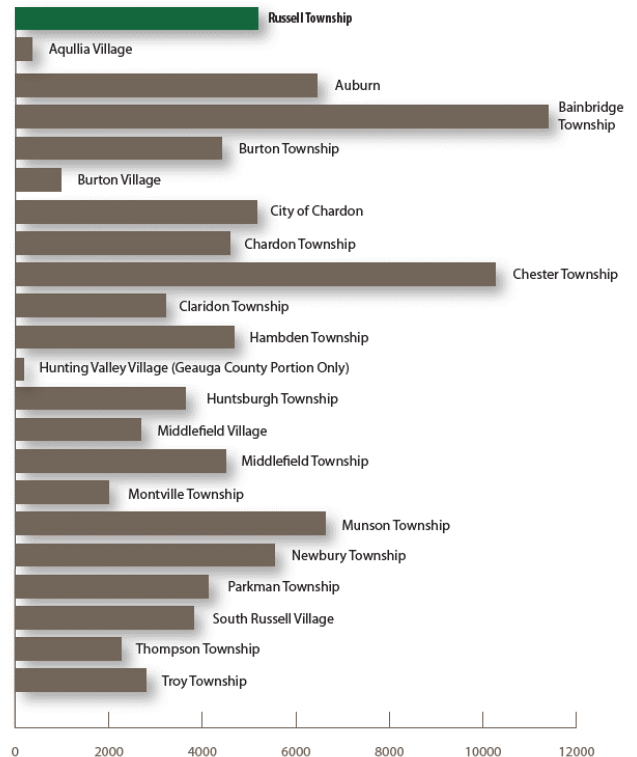 Russell Township
Aqullia Village
Auburn
Bainbridge
Township
Burton Township
Burton Village
City of Chardon
Chardon Township
Chester Township
Claridon Township
Hambden Township
Hunting Valley Village (Geauga County Portion Only)
Huntsburgh Township
Middlefield Village
Middlefield Township
Montville Township
Munson Township
Newbury Township
Parkman Township
South Russell Village
Thompson Township
Troy Township
0 2000 4000 6000 8000 10000 12000